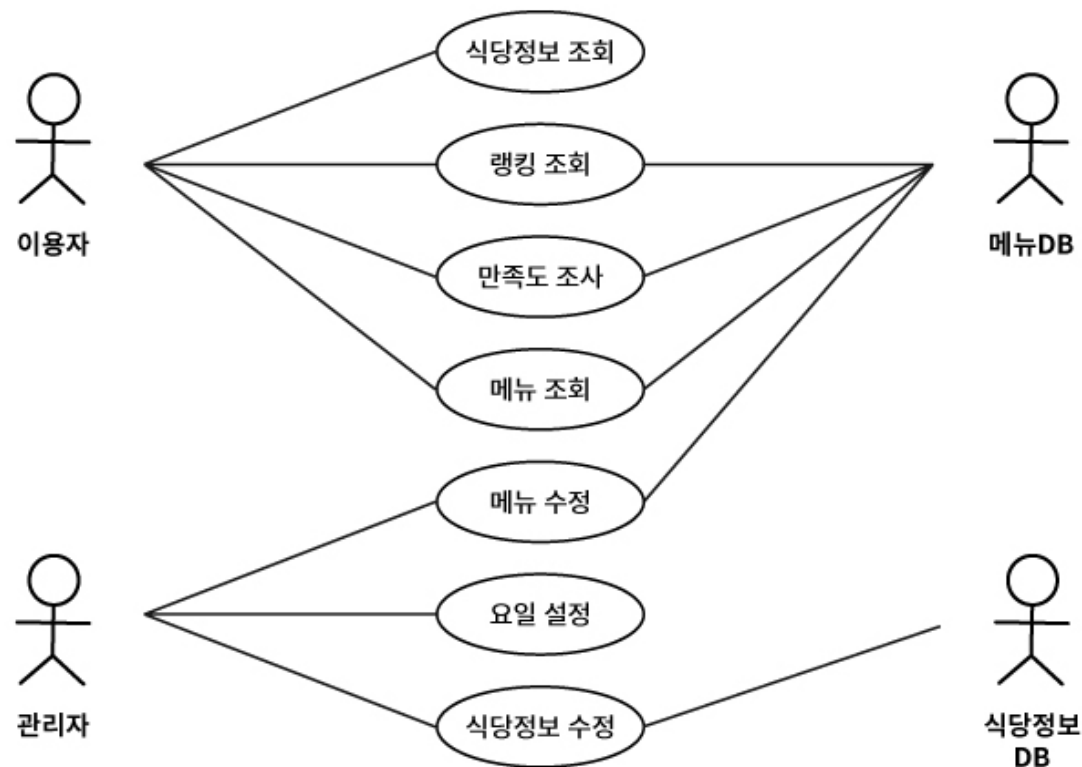 식당정보 조회
랭킹 조회
이용자
메뉴DB
만족도 조사
메뉴 조회
메뉴 수정
요일 설정
관리자
식당정보 수정
식당정보
DB